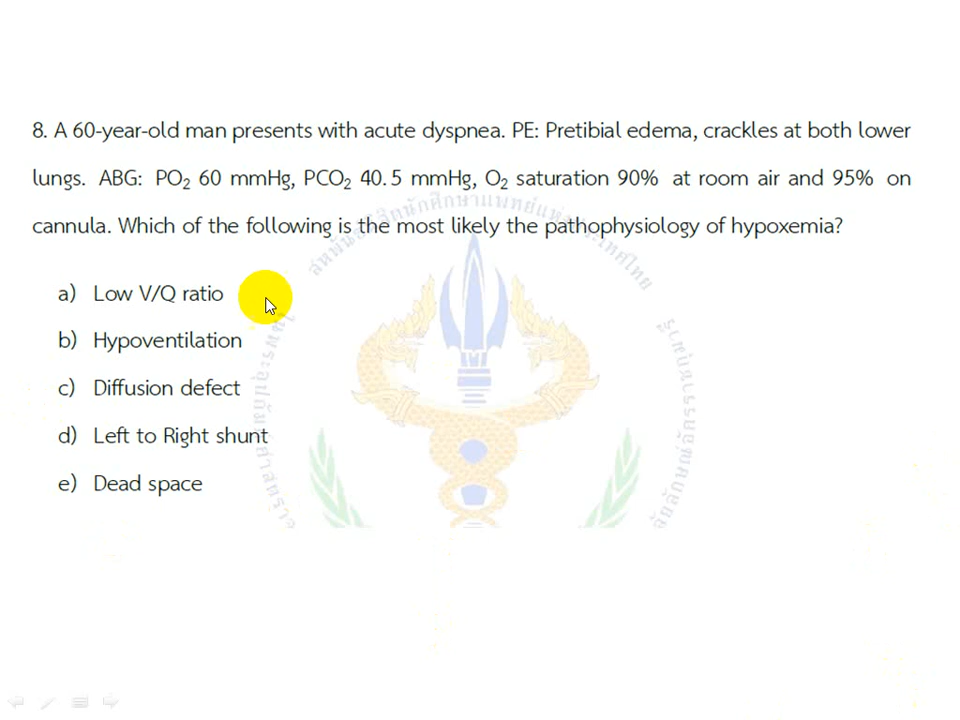 8. A 60-year-old man presents with acute dyspnea. PE: Pretibial edema, crackles at both lower
lungs. ABG: PO₂ 60 mmHg, PCO₂ 40.5 mmHg, O₂ saturation 90% at room air and 95% on
cannula. Which of the following is the most likely the pathophysiology of hypoxemia?
a) Low V/Q ratio
b) Hypoventilation
c) Diffusion defect
d) Left to Right shunt
e) Dead space